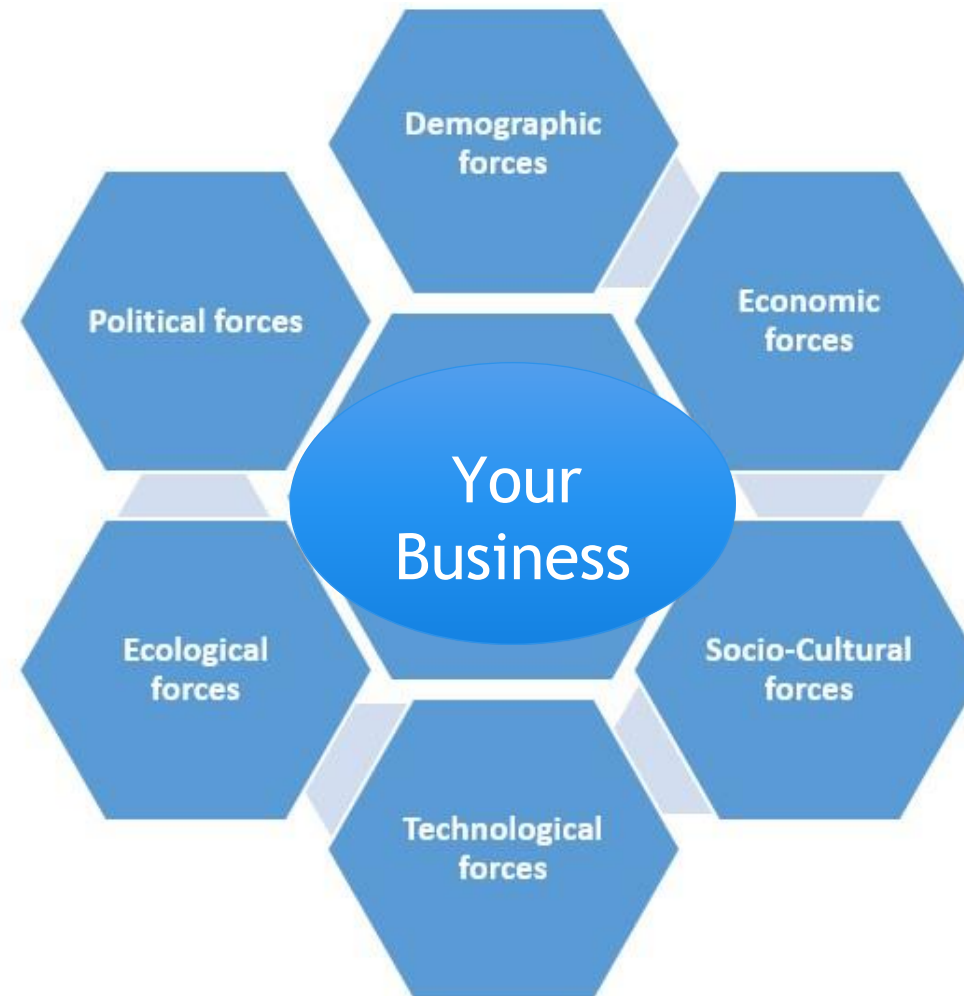 Demographic
forces
Political forces
Economic
forces
Your
Business
Ecological
forces
Socio-Cultural
forces
Technological
forces